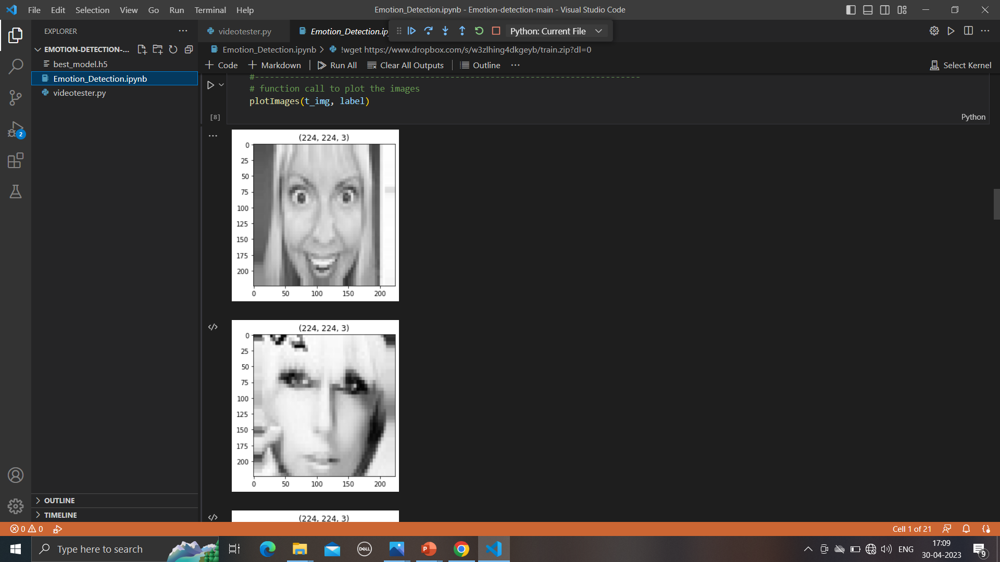 File Edit Selection View Go Run Terminal Help
Emotion_Detection.ipynb - Emotion-detection-main - Visual Studio Code
EXPLORER
EMOTION-DETECTION-...
best_model.h5
Emotion_Detection.ipynb
videotester.py
videotester.py
Emotion_Detection.ip
Python: Current File
Emotion_Detection.ipynb > !wget https://www.dropbox.com/s/w3zlhing4dkgeyb/train.zip?dl=0
+ Code + Markdown Run All Clear All Outputs Outline ...
Select Kernel
#----------------------------------------------------------------------------
# function call to plot the images
plotImages(t_img, label)
[8]
Python
2
(224, 224, 3)
0
25
50
75
100
125
150
175
200
0 50 100 150 200
(224, 224, 3)
0
25
50
75
100
125
150
175
200
0 50 100 150 200
(224, 224, 3)
OUTLINE
TIMELINE
0 0
Cell 1 of 21
Type here to search
DELL
P
ENG
17:09
30-04-2023
9